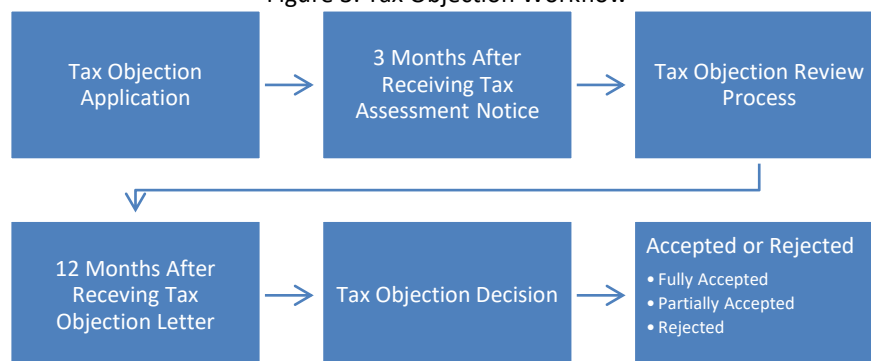 Figure 3. Tax Objection Workflow
Tax Objection
Application
3 Months After
Receiving Tax
Assessment Notice
Tax Objection Review
Process
12 Months After
Receving Tax
Objection Letter
Tax Objection Decision
Accepted or Rejected
• Fully Accepted
• Partially Accepted
• Rejected